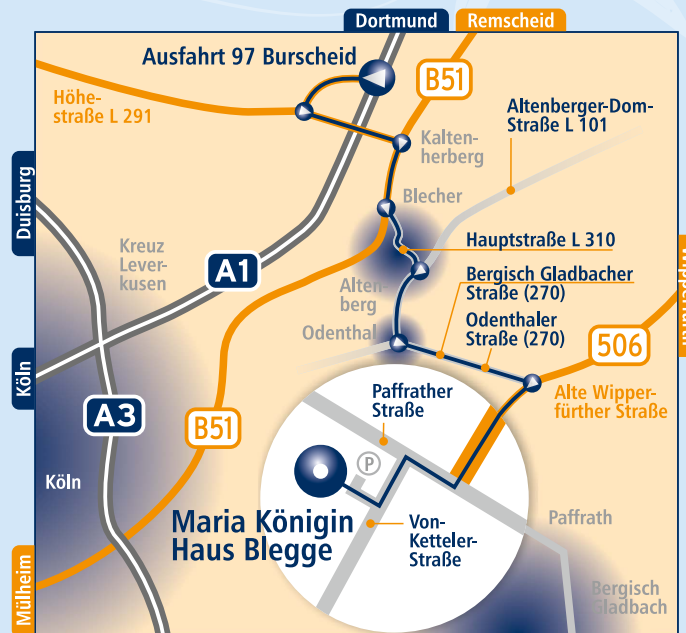 Dortmund
Remscheid
Ausfahrt 97 Burscheid
B51
Höhe-
straße L 291
Altenberger-Dom-
Straße L 101
Kalten-
herberg
Duisburg
Blecher
Kreuz
Lever-
kusen
A1
Hauptstraße L 310
Alten-
berg
Bergisch Gladbacher
Straße (270)
Odenthal
Odenthaler
Straße (270)
506
Köln
A3
B51
Paffrather
Straße
Alte Wipper-
fürther Straße
P
Köln
Maria Königin
Haus Blegge
Von-
Ketteler-
Straße
Paffrath
Mülheim
Bergisch
Gladbach